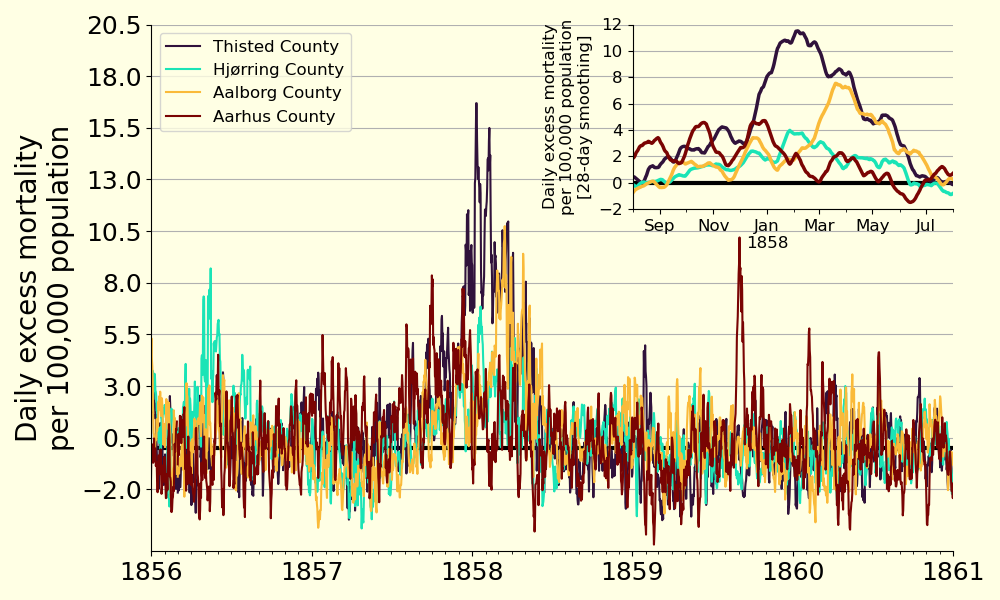 Daily excess mortality
per 100,000 population
20.5
18.0
15.5
13.0
10.5
8.0
5.5
3.0
0.5
−2.0
1856
1857
1858
1859
1860
1861
Thisted County
Hjørring County
Aalborg County
Aarhus County
Daily excess mortality
per 100,000 population
[28-day smoothing]
12
10
8
6
4
2
0
−2
Sep
Nov
Jan
1858
Mar
May
Jul